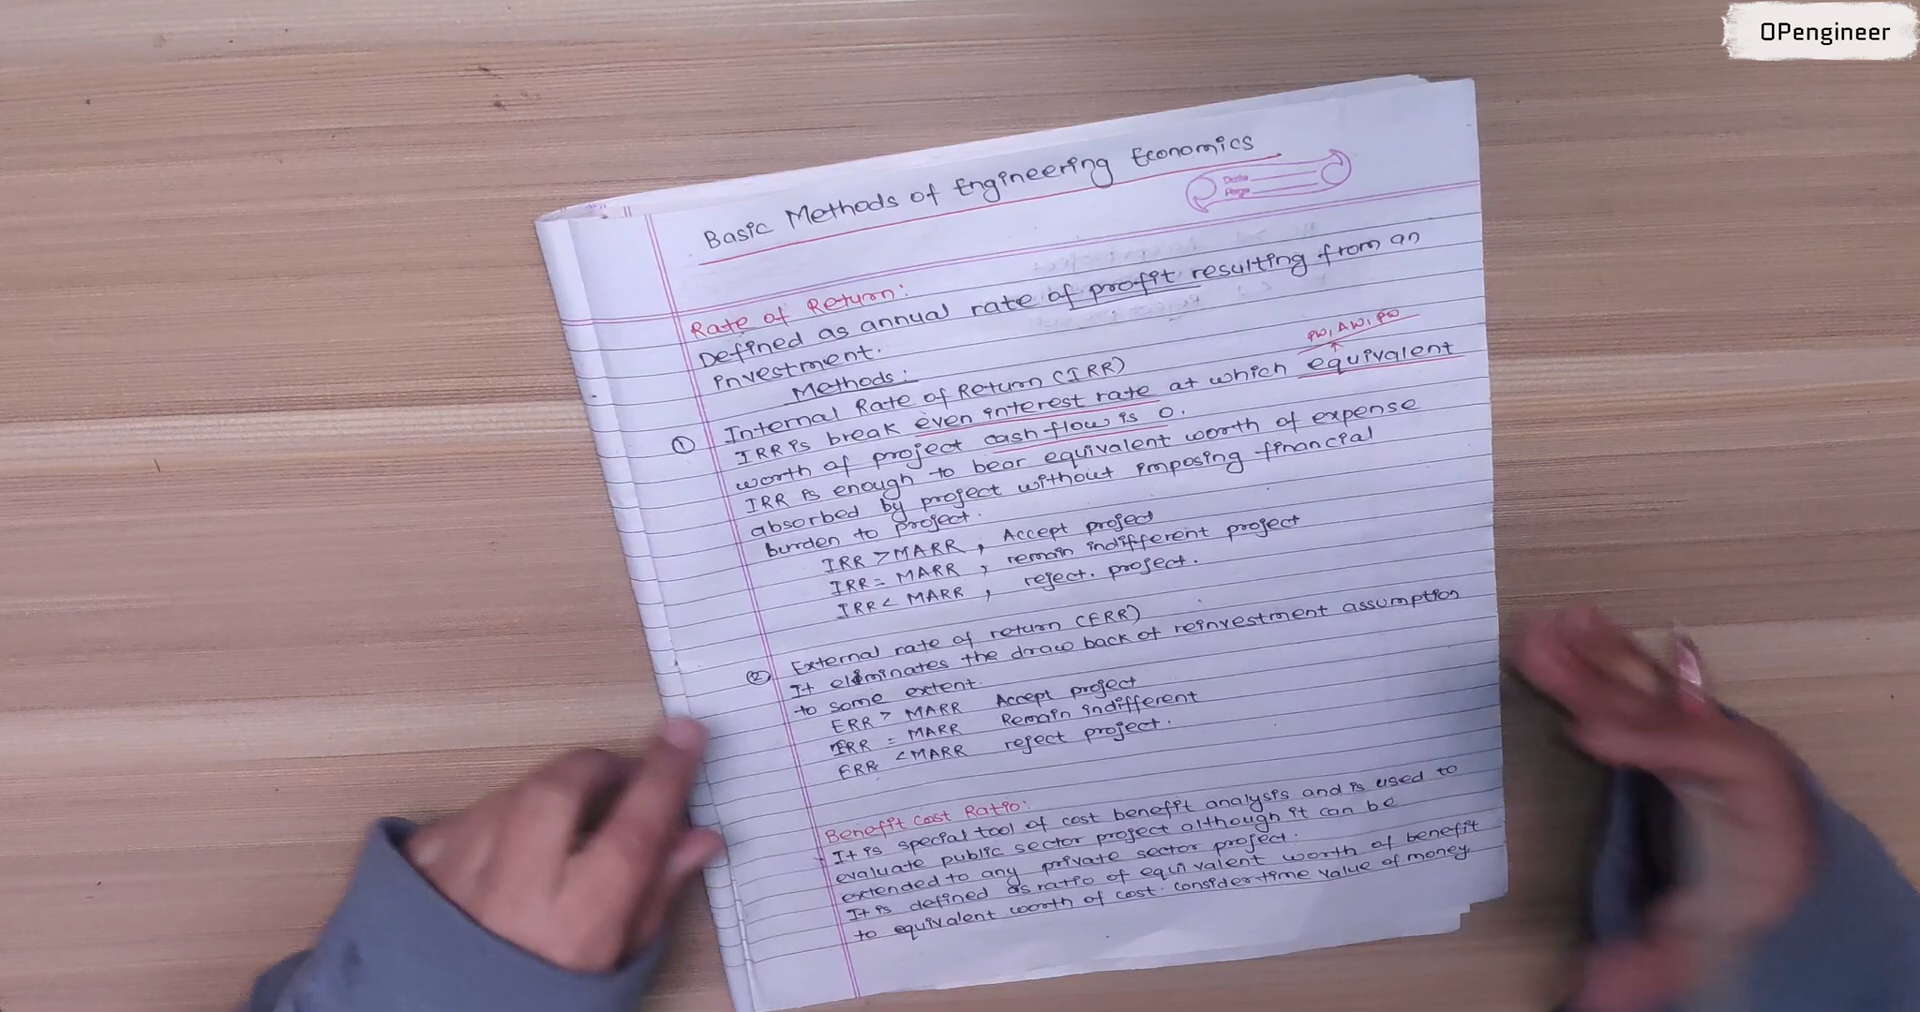 OPengineer
Basic Methods of Engineering Economics
Date
Page
Rate of Return:
Defined as annual rate of profit resulting from an
investment.
Methods:
PW, AW, FW
① Internal Rate of Return (IRR)
IRR is break even interest rate at which equivalent
worth of project cash flow is 0.
IRR is enough to bear equivalent worth of expense
absorbed by project without imposing financial
burden to project.
IRR > MARR , Accept project
IRR = MARR , remain indifferent project
IRR < MARR , reject. project.
② External rate of return (ERR)
It eliminates the draw back of reinvestment assumption
to some extent.
ERR > MARR Accept project
ERR = MARR Remain indifferent
ERR < MARR reject project.
Benefit Cost Ratio:
It is special tool of cost benefit analysis and is used to
evaluate public sector project although it can be
extended to any private sector project.
It is defined as ratio of equivalent worth of benefit
to equivalent worth of cost. consider time value of money